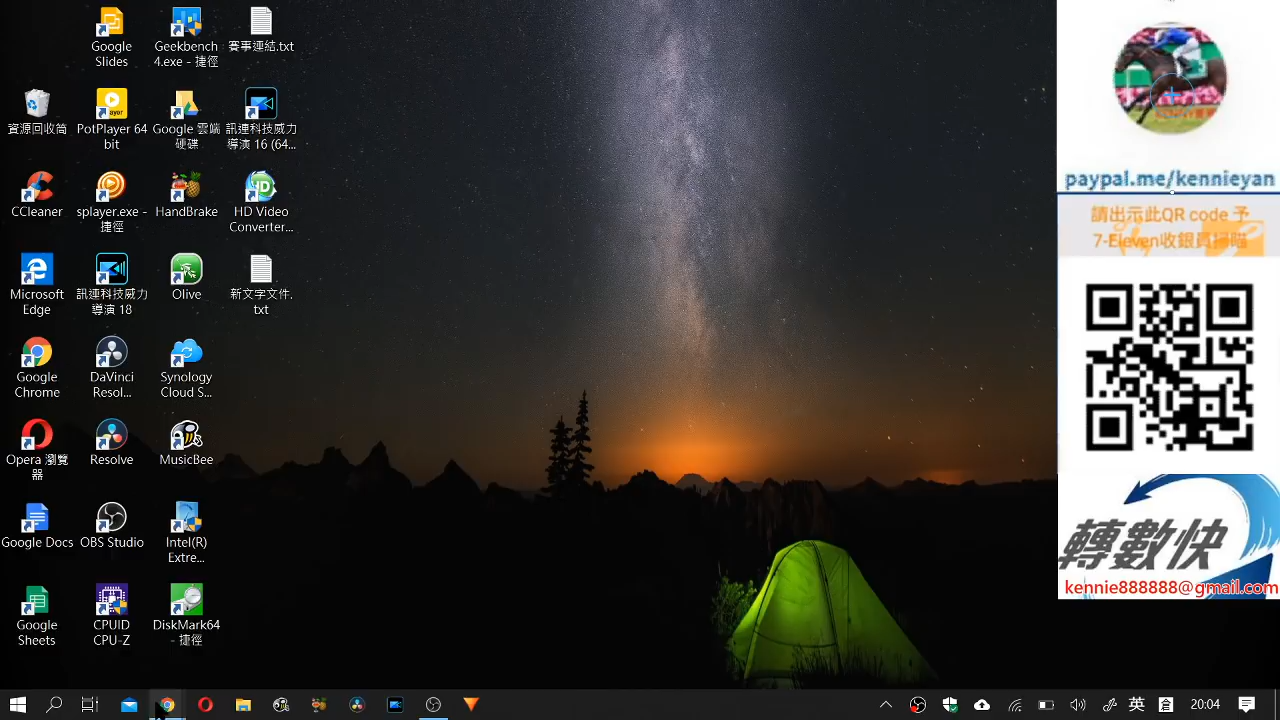 Google
Slides
Geekbench
4.exe - 捷徑
賽事連結.txt
資源回收筒
PotPlayer 64
bit
Google 雲端
硬碟
訊連科技威力
導演 16 (64...
CCleaner
splayer.exe -
捷徑
HandBrake
HD Video
Converter...
Microsoft
Edge
訊連科技威力
導演 18
Olive
新文字文件.
txt
Google
Chrome
DaVinci
Resol...
Synology
Cloud S...
Opera 瀏覽
器
Resolve
MusicBee
Google Docs
OBS Studio
Intel(R)
Extre...
Google
Sheets
CPUID
CPU-Z
DiskMark64
- 捷徑
paypal.me/kennieyan
請出示此QR code 予
7-Eleven收銀員掃瞄
轉數快
kennie888888@gmail.com
英
倉
20:04